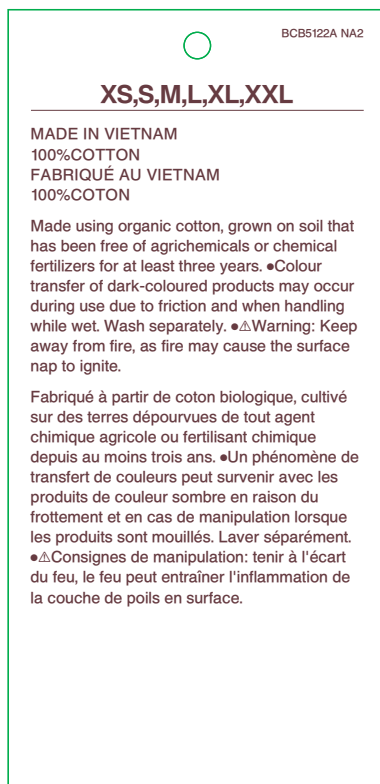 BCB5122A NA2
XS,S,M,L,XL,XXL
MADE IN VIETNAM
100%COTTON
FABRIQUÉ AU VIETNAM
100%COTON
Made using organic cotton, grown on soil that
has been free of agrichemicals or chemical
fertilizers for at least three years. ●Colour
transfer of dark-coloured products may occur
during use due to friction and when handling
while wet. Wash separately. ●⚠Warning: Keep
away from fire, as fire may cause the surface
nap to ignite.
Fabriqué à partir de coton biologique, cultivé
sur des terres dépourvues de tout agent
chimique agricole ou fertilisant chimique
depuis au moins trois ans. ●Un phénomène de
transfert de couleurs peut survenir avec les
produits de couleur sombre en raison du
frottement et en cas de manipulation lorsque
les produits sont mouillés. Laver séparément.
●⚠Consignes de manipulation: tenir à l'écart
du feu, le feu peut entraîner l'inflammation de
la couche de poils en surface.